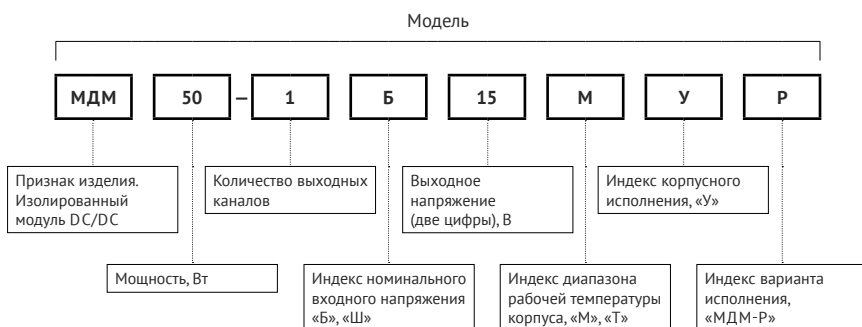 Модель
МДМ 50 – 1 Б 15 М У Р
Признак изделия.
Изолированный
модуль DC/DC
Количество выходных
каналов
Выходное
напряжение
(две цифры), В
Индекс корпусного
исполнения, «У»
Мощность, Вт
Индекс номинального
входного напряжения
«Б», «Ш»
Индекс диапазона
рабочей температуры
корпуса, «М», «Т»
Индекс варианта
исполнения,
«МДМ-Р»